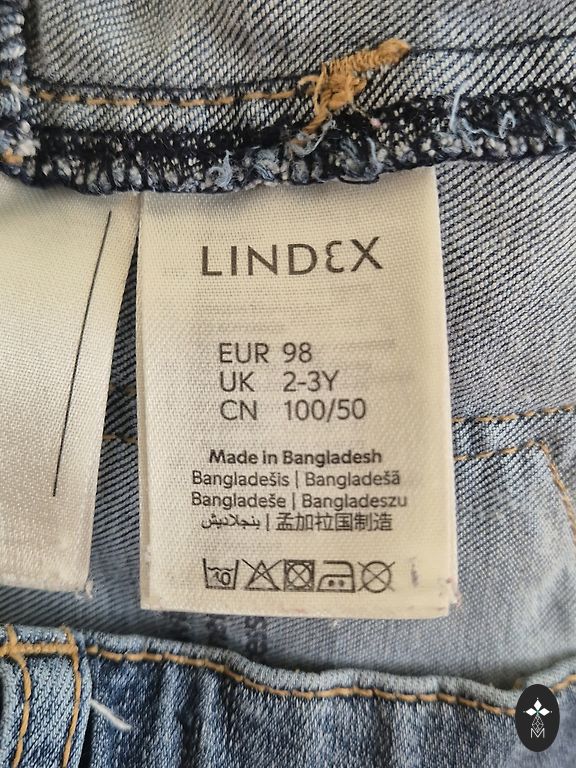 LINDEX
EUR 98
UK 2-3Y
CN 100/50
Made in Bangladesh
Bangladešis | Bangladešā
Bangladeše | Bangladeszu
بنجلاديش | 孟加拉国制造